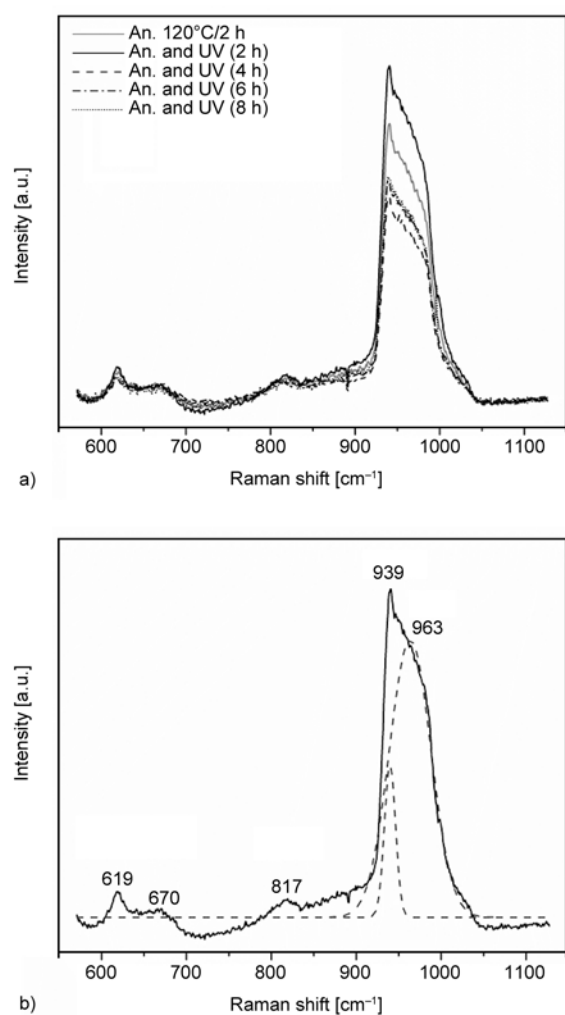 An. 120°C/2 h
An. and UV (2 h)
An. and UV (4 h)
An. and UV (6 h)
An. and UV (8 h)
Intensity [a.u.]
600 700 800 900 1000 1100
a)
Raman shift [cm⁻¹]
939
963
619
670
817
Intensity [a.u.]
600 700 800 900 1000 1100
b)
Raman shift [cm⁻¹]